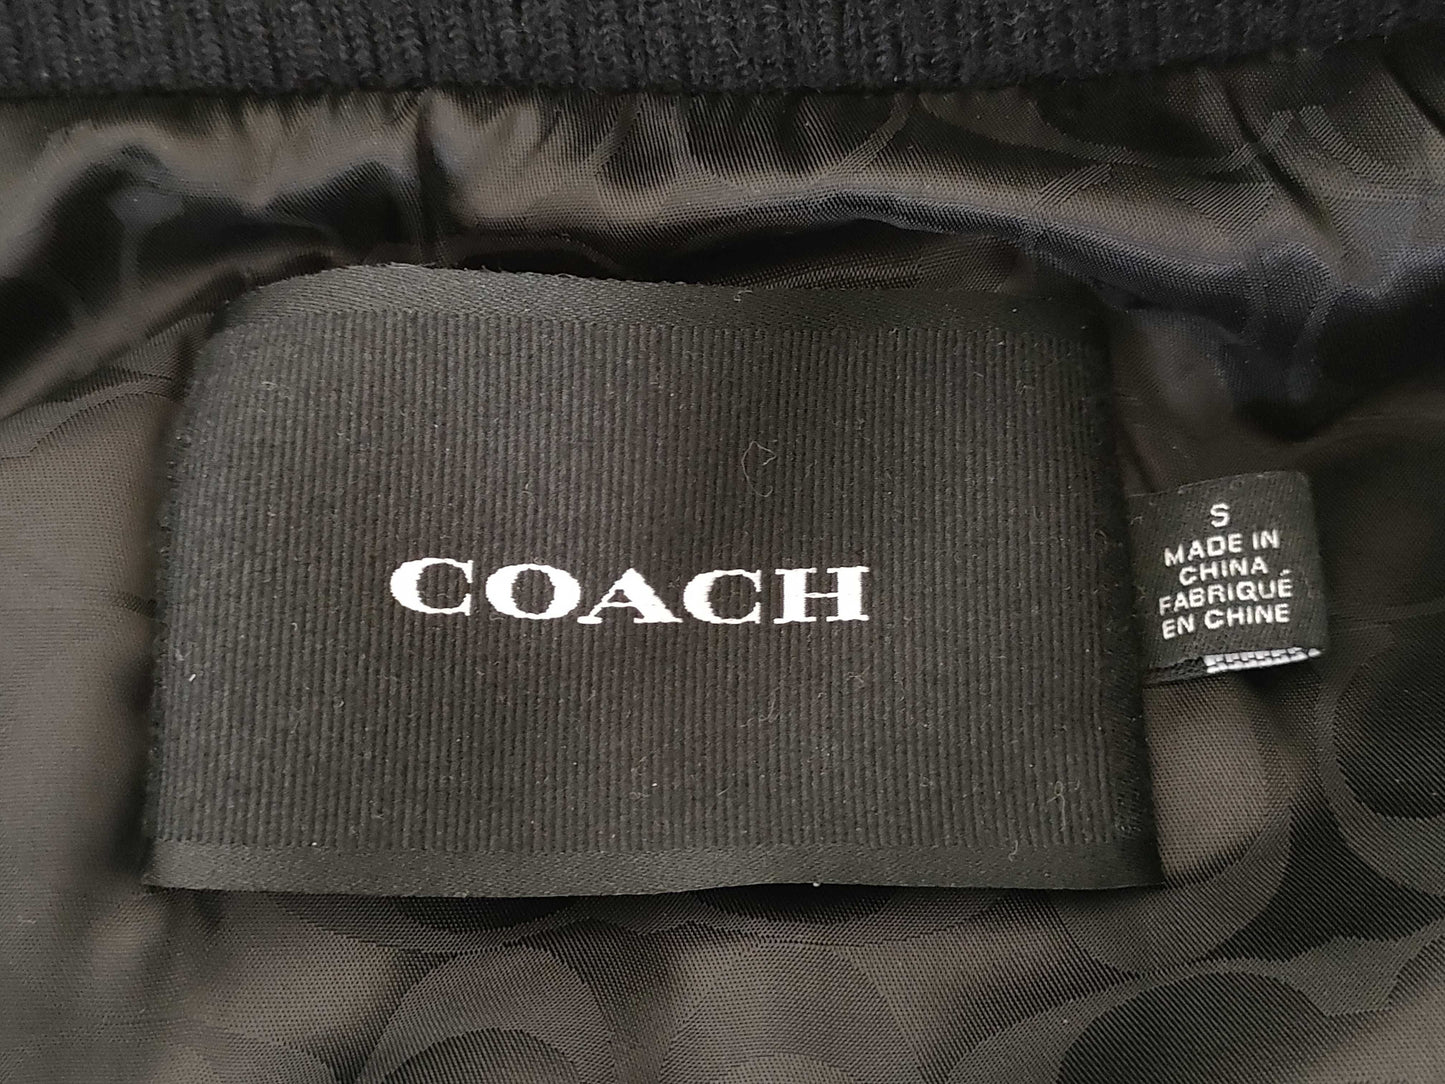 COACH
S
MADE IN
CHINA
FABRIQUÉ
EN CHINE